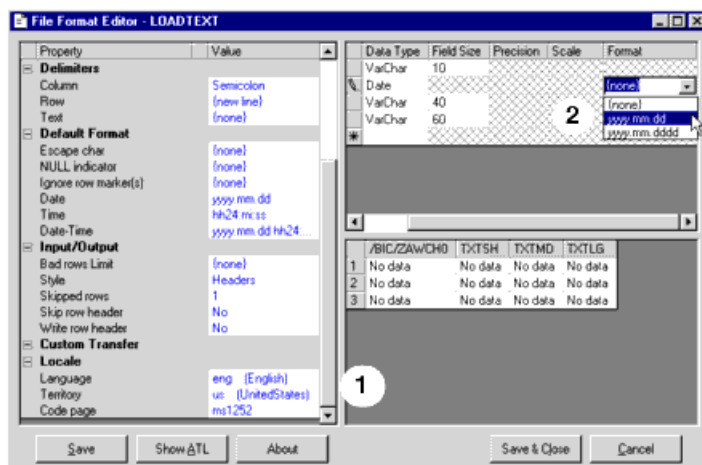 File Format Editor - LOADTEXT
Property Value
Delimiters
Column Semicolon
Row {new line}
Text {none}
Default Format
Escape char {none}
NULL indicator {none}
Ignore row marker(s) {none}
Date yyyy.mm.dd
Time hh24:mi:ss
Date-Time yyyy.mm.dd hh24:...
Input/Output
Bad rows Limit {none}
Style Headers
Skipped rows 1
Skip row header No
Write row header No
Custom Transfer
Locale
Language eng (English)
Territory us (UnitedStates)
Code page ms1252
1
Data Type Field Size Precision Scale Format
VarChar 10
Date {none}
VarChar 40 {none}
VarChar 60 yyyy.mm.dd
yyyy.mm.dddd
2
/BIC/ZAWCH0 TXTSH TXTMD TXTLG
1 No data No data No data No data
2 No data No data No data No data
3 No data No data No data No data
Save Show ATL About Save & Close Cancel